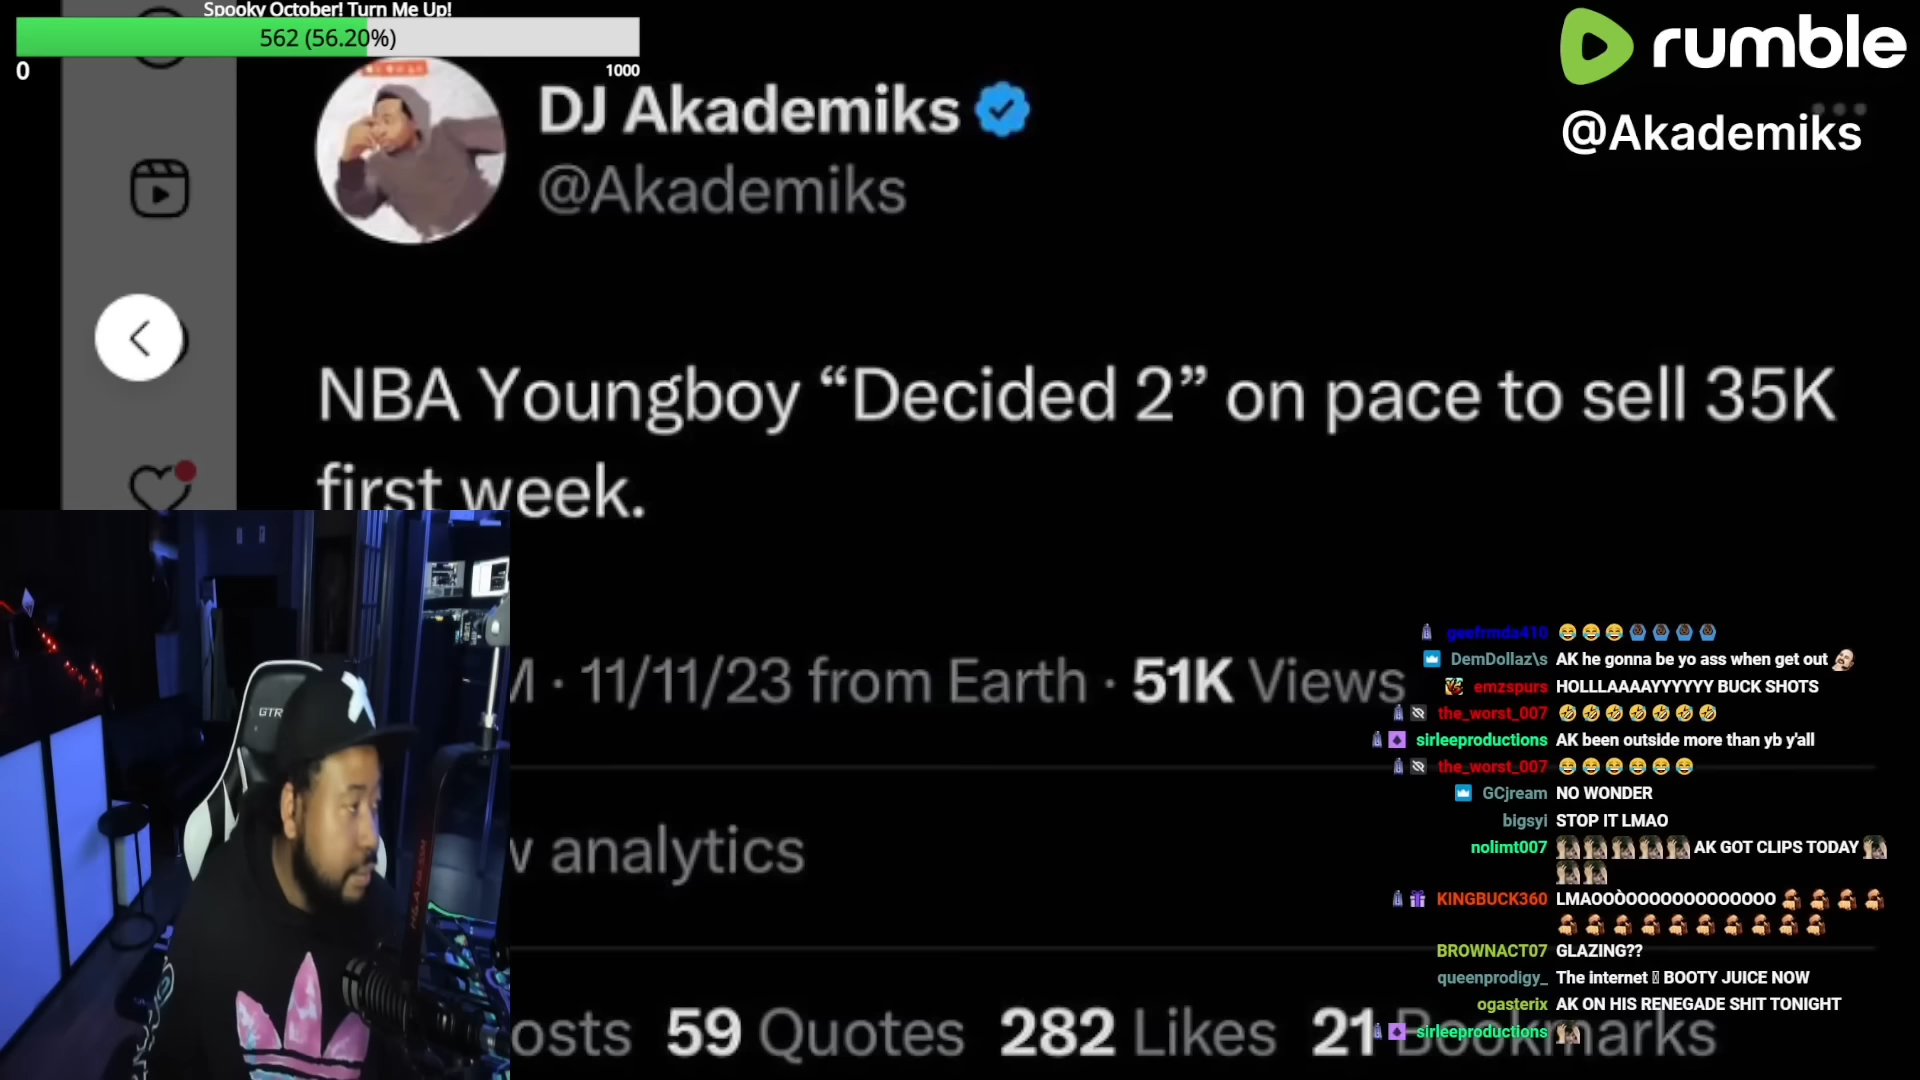 Spooky October! Turn Me Up!
562 (56.20%)
0
1000
rumble
@Akademiks
DJ Akademiks
@Akademiks
NBA Youngboy “Decided 2” on pace to sell 35K
first week.
M · 11/11/23 from Earth · 51K Views
w analytics
osts 59 Quotes 282 Likes 21 Bookmarks
GTR
geefrmda410 😂😂😂
DemDollaz\s AK he gonna be yo ass when get out
emzspurs HOLLLAAAAYYYYYY BUCK SHOTS
the_worst_007 🤣🤣🤣🤣🤣🤣🤣
sirleeproductions AK been outside more than yb y'all
the_worst_007 😂😂😂😂😂😂
GCjream NO WONDER
bigsyi STOP IT LMAO
nolimt007 AK GOT CLIPS TODAY
KINGBUCK360 LMAOOÒOOOOOOOOOOOOOO
BROWNACT07 GLAZING??
queenprodigy_ The internet BOOTY JUICE NOW
ogasterix AK ON HIS RENEGADE SHIT TONIGHT
sirleeproductions